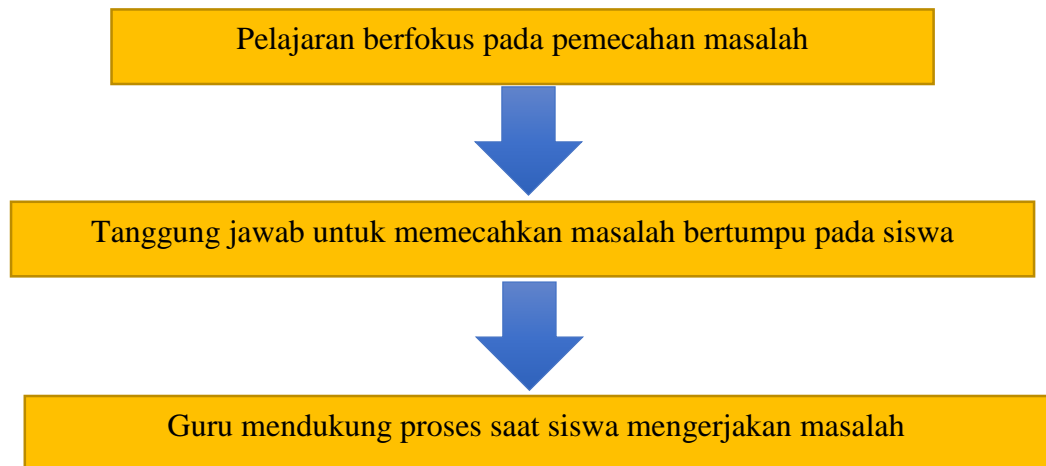 Pelajaran berfokus pada pemecahan masalah
Tanggung jawab untuk memecahkan masalah bertumpu pada siswa
Guru mendukung proses saat siswa mengerjakan masalah